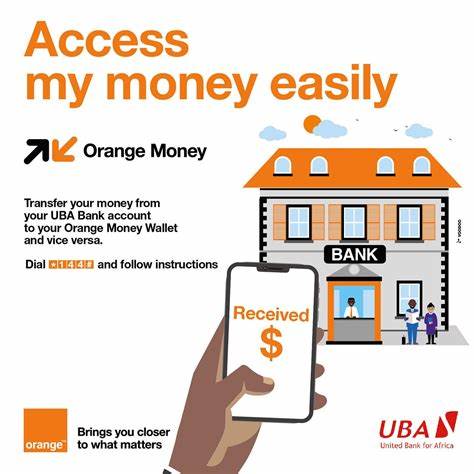 Access
my money easily
Orange Money
Transfer your money from
your UBA Bank account
to your Orange Money Wallet
and vice versa.
Dial *144# and follow instructions
BANK
Received
$
orange™
Brings you closer
to what matters
UBA
United Bank for Africa
VOODOO